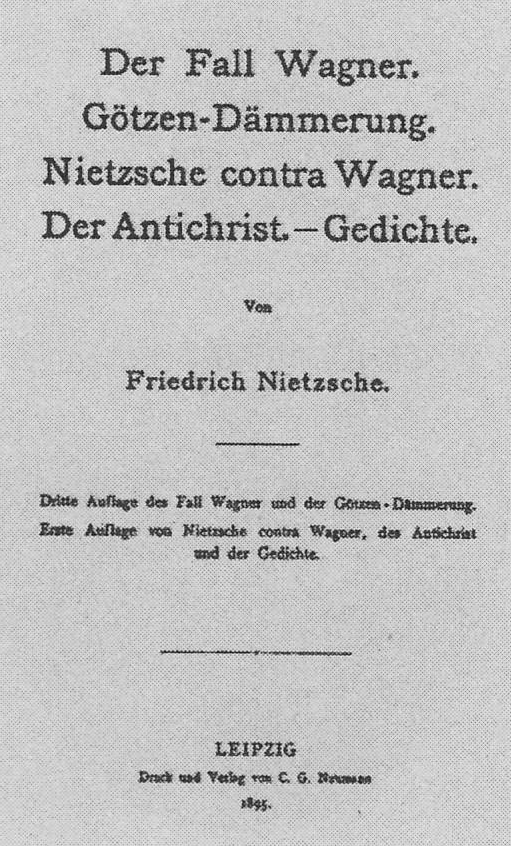 Der Fall Wagner.
Götzen-Dämmerung.
Nietzsche contra Wagner.
Der Antichrist.—Gedichte.
Von
Friedrich Nietzsche.
Dritte Auflage des Fall Wagner und der Götzen-Dämmerung.
Erste Auflage von Nietzsche contra Wagner, des Antichrist
und der Gedichte.
LEIPZIG
Druck und Verlag von C. G. Naumann
1895.